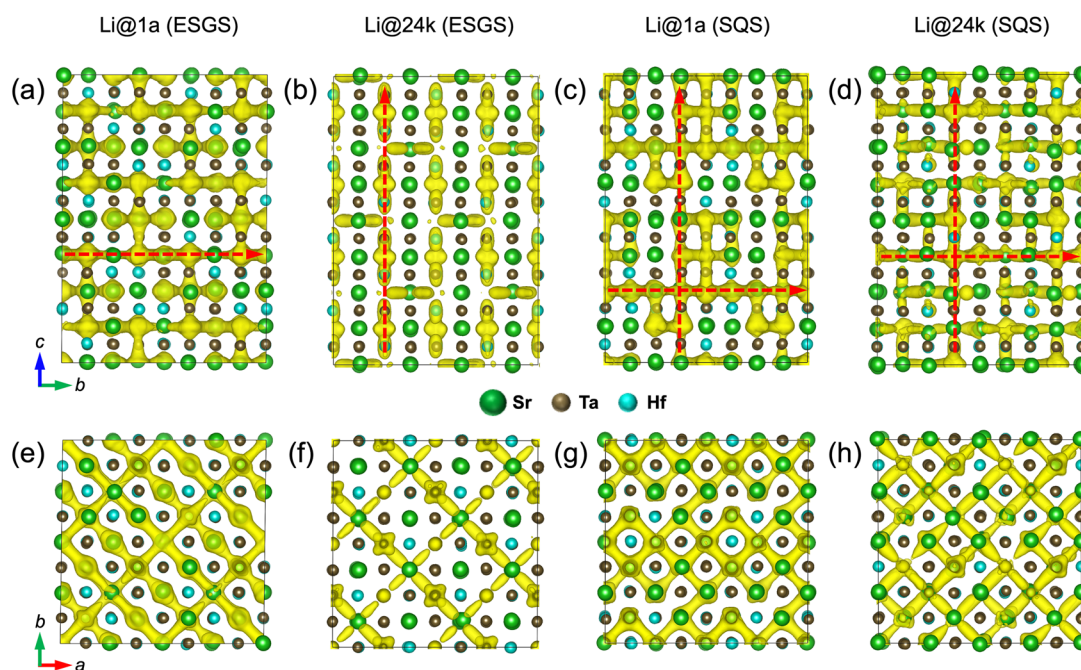 Li@1a (ESGS) Li@24k (ESGS) Li@1a (SQS) Li@24k (SQS)
(a) (b) (c) (d)
c
b
Sr Ta Hf
(e) (f) (g) (h)
b
a